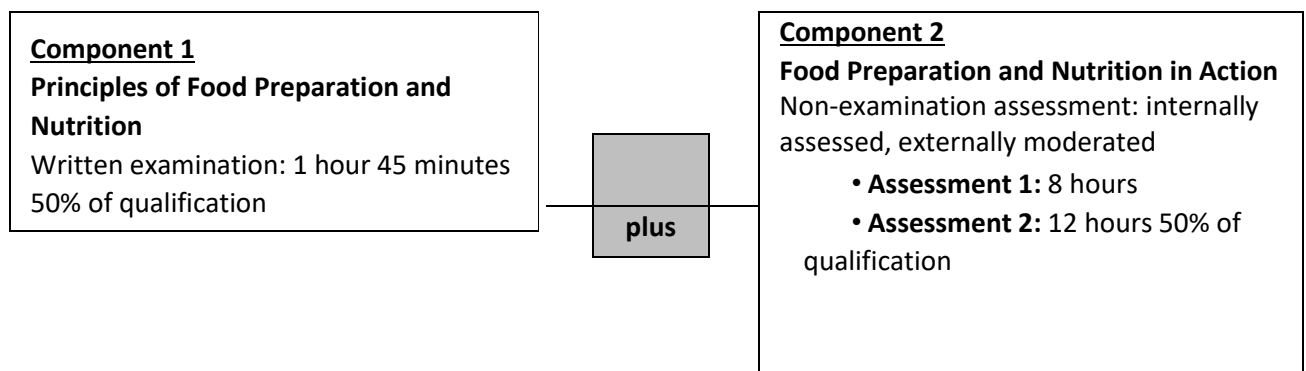 Component 1
Principles of Food Preparation and
Nutrition
Written examination: 1 hour 45 minutes
50% of qualification
plus
Component 2
Food Preparation and Nutrition in Action
Non-examination assessment: internally
assessed, externally moderated
• Assessment 1: 8 hours
• Assessment 2: 12 hours 50% of
qualification